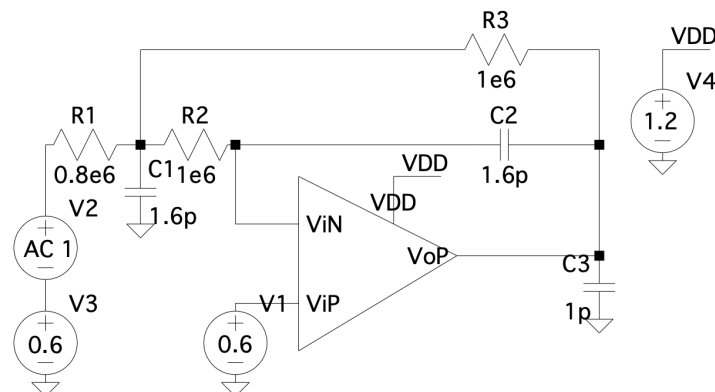 R3
1e6
VDD
V4
1.2
R1
R2
C2
0.8e6
C1
1e6
1.6p
1.6p
VDD
VDD
V2
AC 1
ViN
VoP
C3
V3
V1
ViP
0.6
0.6
1p